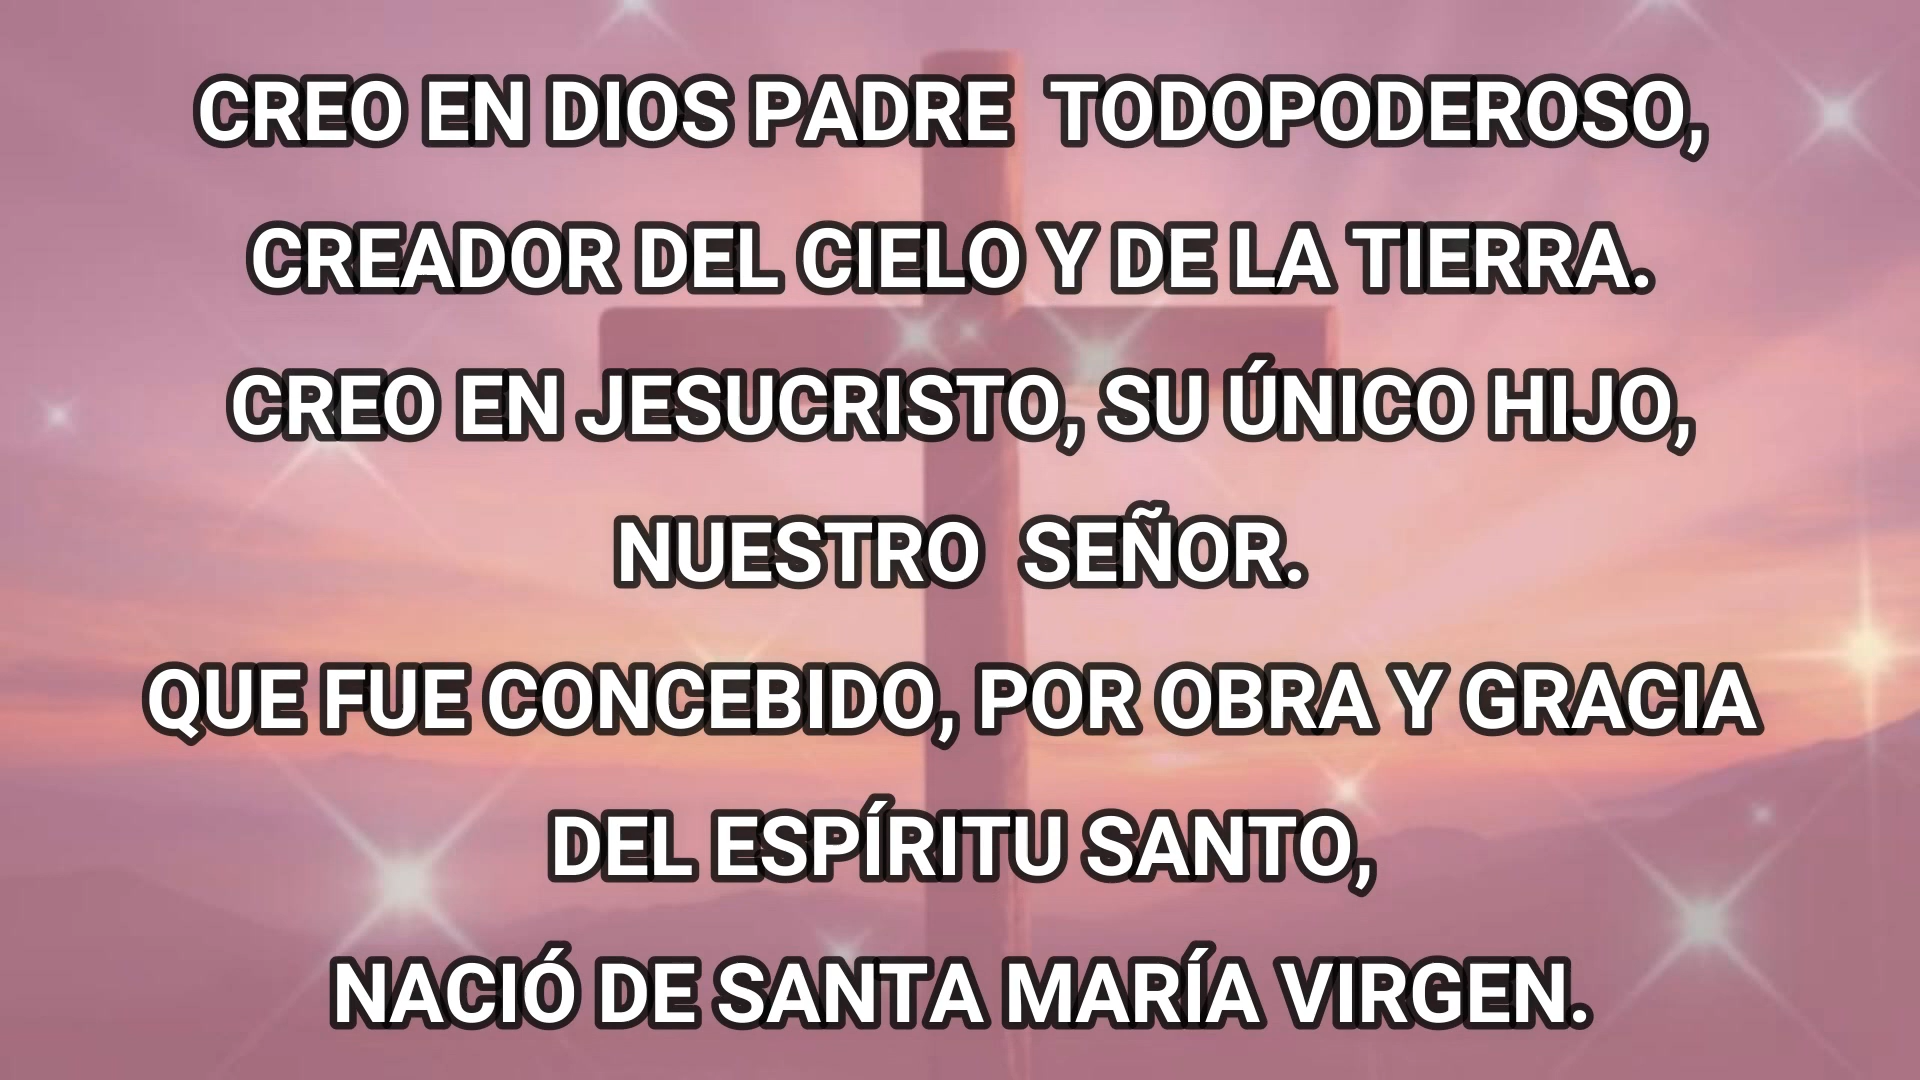 CREO EN DIOS PADRE  TODOPODEROSO,
CREADOR DEL CIELO Y DE LA TIERRA.
CREO EN JESUCRISTO, SU ÚNICO HIJO,
NUESTRO  SEÑOR.
QUE FUE CONCEBIDO, POR OBRA Y GRACIA
DEL ESPÍRITU SANTO,
NACIÓ DE SANTA MARÍA VIRGEN.